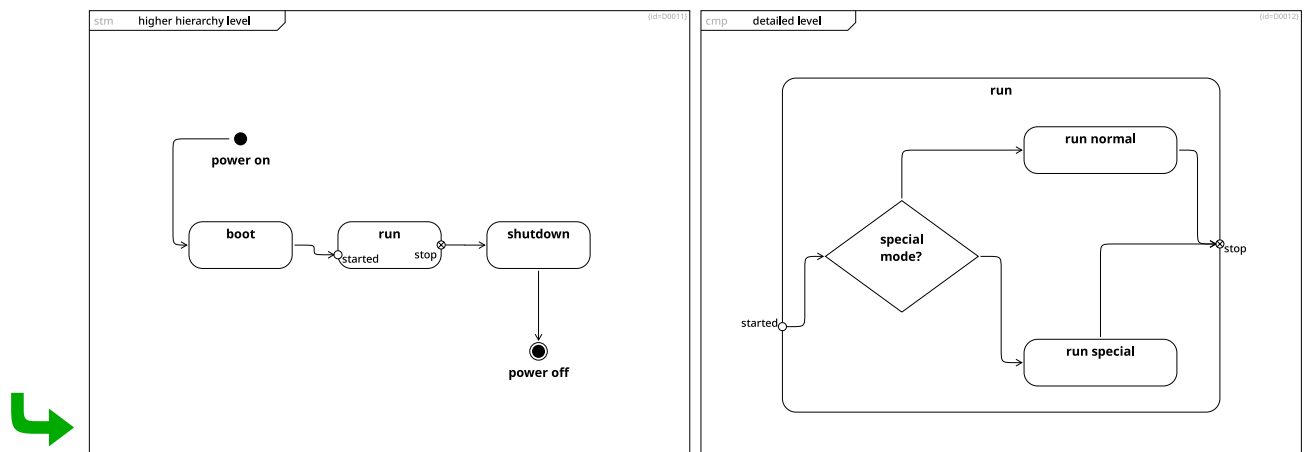 stm higher hierarchy level
{id=D0011}
power on
boot
run
started
stop
shutdown
power off
cmp detailed level
{id=D0012}
run
run normal
special
mode?
stop
started
run special